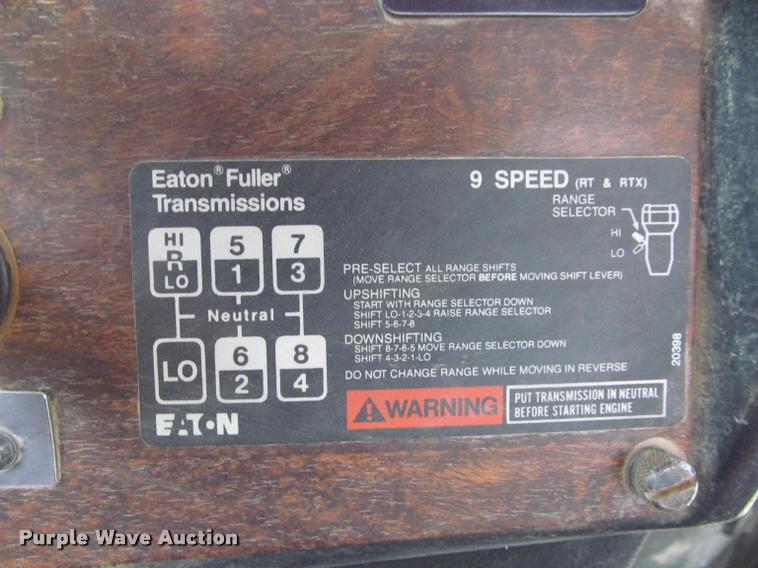 Eaton® Fuller®
Transmissions
9 SPEED (RT & RTX)
RANGE
SELECTOR
HI
LO
HI
R
LO
5
1
7
3
Neutral
LO
6
2
8
4
PRE-SELECT ALL RANGE SHIFTS
(MOVE RANGE SELECTOR BEFORE MOVING SHIFT LEVER)
UPSHIFTING
START WITH RANGE SELECTOR DOWN
SHIFT LO-1-2-3-4 RAISE RANGE SELECTOR
SHIFT 5-6-7-8
DOWNSHIFTING
SHIFT 8-7-6-5 MOVE RANGE SELECTOR DOWN
SHIFT 4-3-2-1-LO
DO NOT CHANGE RANGE WHILE MOVING IN REVERSE
20398
EATON
WARNING
PUT TRANSMISSION IN NEUTRAL
BEFORE STARTING ENGINE
Purple Wave Auction